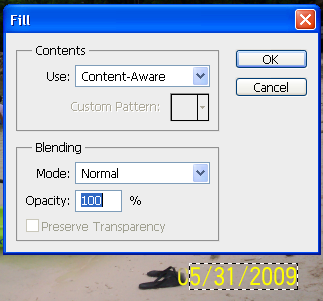 Fill
Contents
Use: Content-Aware
Custom Pattern:
OK
Cancel
Blending
Mode: Normal
Opacity: 100 %
Preserve Transparency
05/31/2009